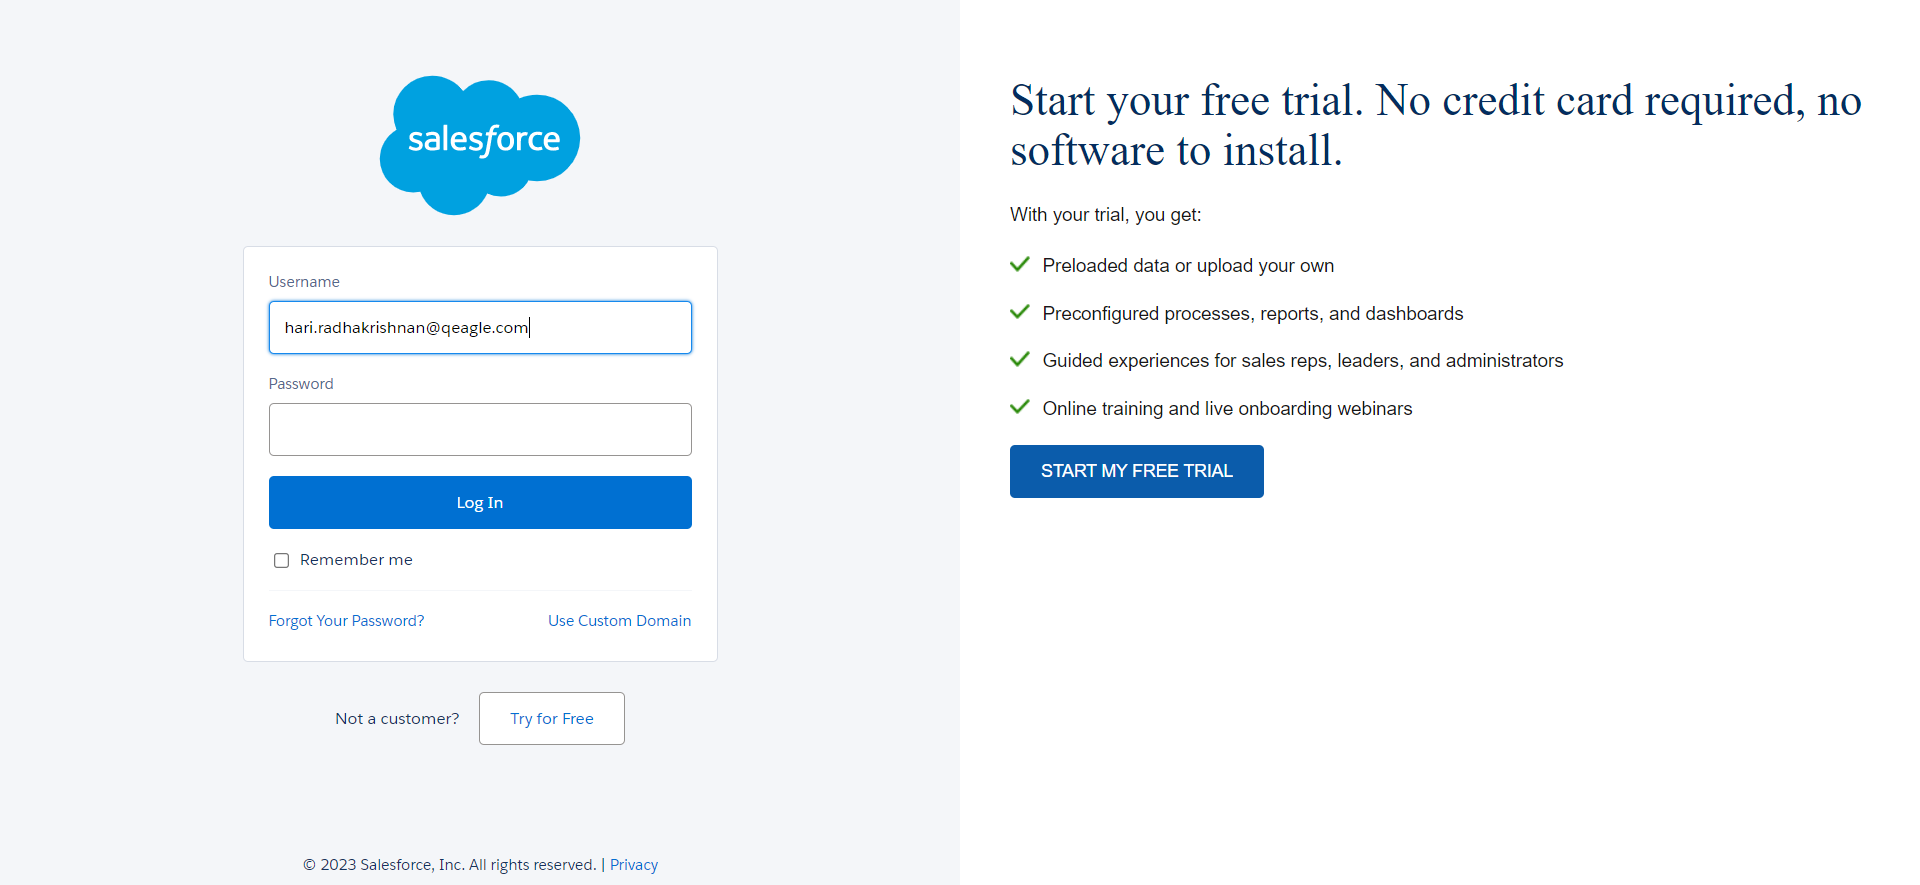 salesforce
Username
hari.radhakrishnan@qeagle.com
Password
Log In
Remember me
Forgot Your Password?
Use Custom Domain
Not a customer?
Try for Free
© 2023 Salesforce, Inc. All rights reserved. | Privacy
Start your free trial. No credit card required, no
software to install.
With your trial, you get:
Preloaded data or upload your own
Preconfigured processes, reports, and dashboards
Guided experiences for sales reps, leaders, and administrators
Online training and live onboarding webinars
START MY FREE TRIAL